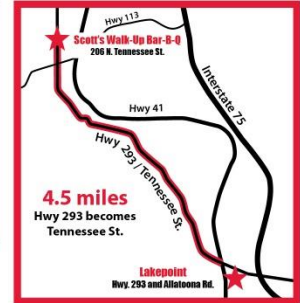 Hwy 113
Scott's Walk-Up Bar-B-Q
206 N. Tennessee St.
Interstate 75
Hwy 41
Hwy 293 / Tennessee St.
4.5 miles
Hwy 293 becomes
Tennessee St.
Lakepoint
Hwy. 293 and Allatoona Rd.